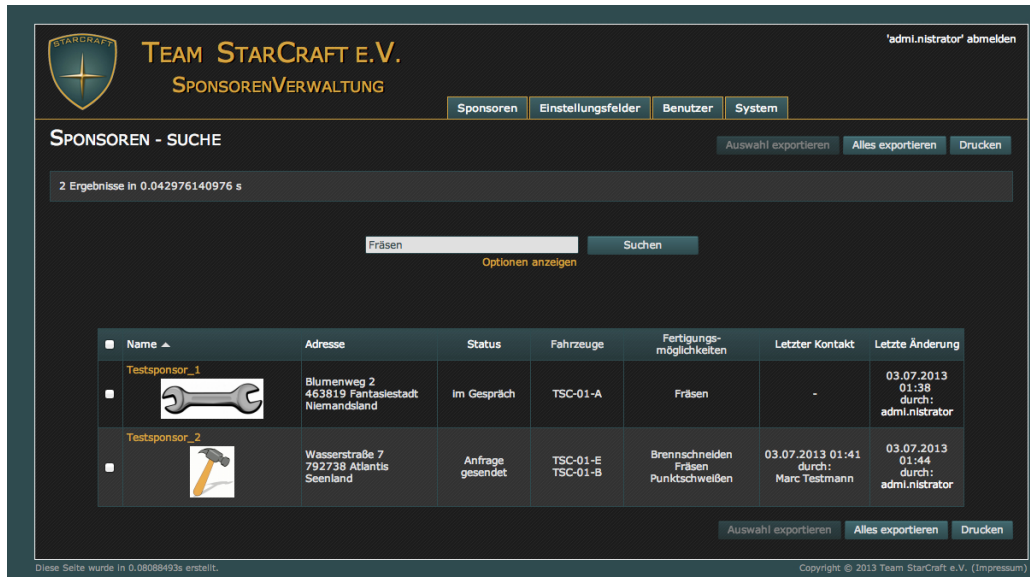 STARCRAFT
TEAM STARCRAFT E.V.
SPONSORENVERWALTUNG
'admi.nistrator' abmelden
Sponsoren Einstellungsfelder Benutzer System
SPONSOREN - SUCHE
Auswahl exportieren Alles exportieren Drucken
2 Ergebnisse in 0.042976140976 s
Fräsen Suchen
Optionen anzeigen
Name Adresse Status Fahrzeuge Fertigungs-
möglichkeiten Letzter Kontakt Letzte Änderung
Testsponsor_1
Blumenweg 2
463819 Fantasiestadt
Niemandsland
Im Gespräch
TSC-01-A
Fräsen
-
03.07.2013
01:38
durch:
admi.nistrator
Testsponsor_2
Wasserstraße 7
792738 Atlantis
Seenland
Anfrage
gesendet
TSC-01-E
TSC-01-B
Brennschneiden
Fräsen
Punktschweißen
03.07.2013 01:41
durch:
Marc Testmann
03.07.2013
01:44
durch:
admi.nistrator
Auswahl exportieren Alles exportieren Drucken
Diese Seite wurde in 0.08088493s erstellt.
Copyright © 2013 Team StarCraft e.V. (Impressum)